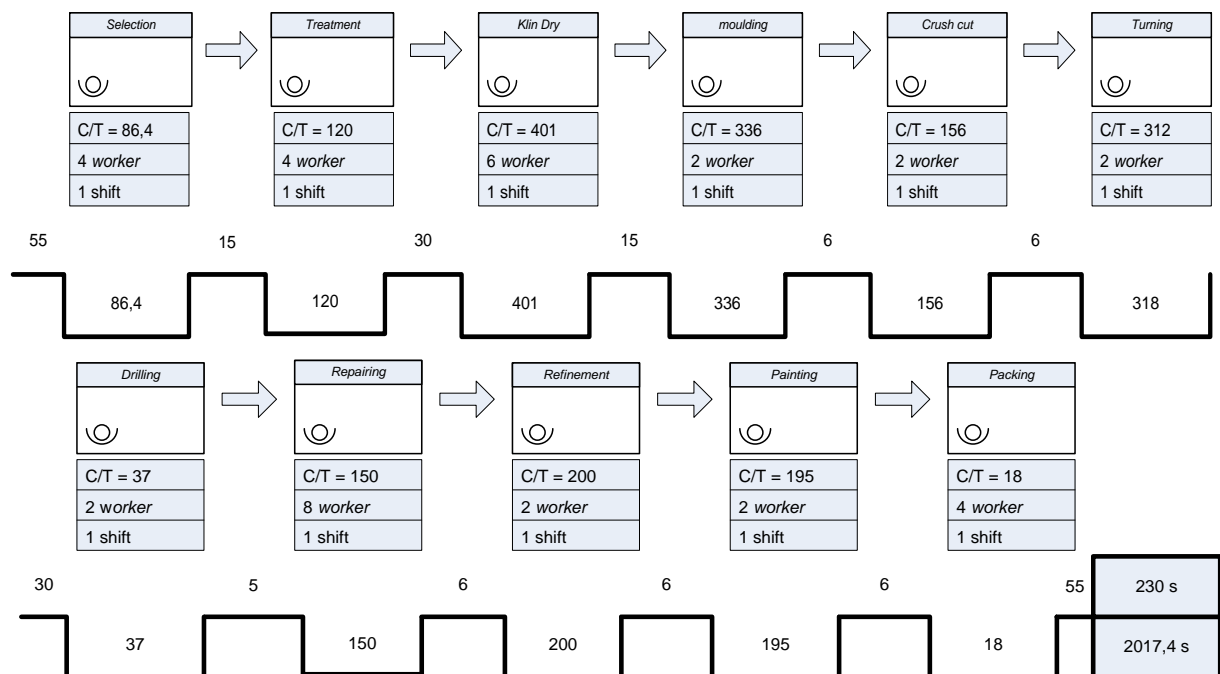 Selection
Treatment
Klin Dry
moulding
Crush cut
Turning
C/T = 86,4
4 worker
1 shift
C/T = 120
4 worker
1 shift
C/T = 401
6 worker
1 shift
C/T = 336
2 worker
1 shift
C/T = 156
2 worker
1 shift
C/T = 312
2 worker
1 shift
55
15
30
15
6
6
86,4
120
401
336
156
318
Drilling
Repairing
Refinement
Painting
Packing
C/T = 37
2 worker
1 shift
C/T = 150
8 worker
1 shift
C/T = 200
2 worker
1 shift
C/T = 195
2 worker
1 shift
C/T = 18
4 worker
1 shift
30
5
6
6
6
55
230 s
37
150
200
195
18
2017,4 s